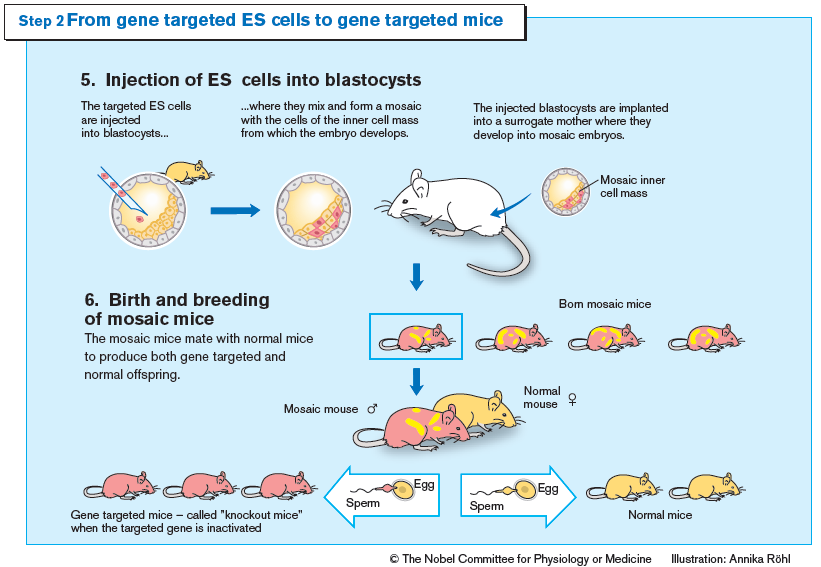 Step 2 From gene targeted ES cells to gene targeted mice
5. Injection of ES cells into blastocysts
The targeted ES cells
are injected
into blastocysts...
...where they mix and form a mosaic
with the cells of the inner cell mass
from which the embryo develops.
The injected blastocysts are implanted
into a surrogate mother where they
develop into mosaic embryos.
Mosaic inner
cell mass
6. Birth and breeding
of mosaic mice
The mosaic mice mate with normal mice
to produce both gene targeted and
normal offspring.
Born mosaic mice
Mosaic mouse ♂
Normal
mouse ♀
Egg
Sperm
Egg
Sperm
Gene targeted mice – called "knockout mice"
when the targeted gene is inactivated
Normal mice
© The Nobel Committee for Physiology or Medicine Illustration: Annika Röhl